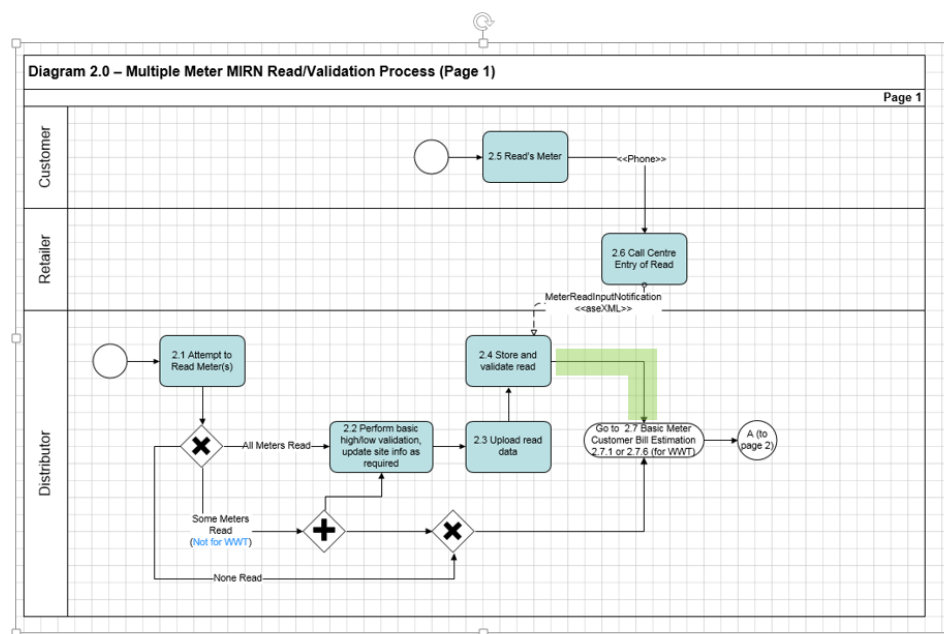 Diagram 2.0 – Multiple Meter MIRN Read/Validation Process (Page 1)
Page 1
Customer
2.5 Read's Meter
<<Phone>>
Retailer
2.6 Call Centre
Entry of Read
MeterReadInputNotification
<<aseXML>>
Distributor
2.1 Attempt to
Read Meter(s)
2.4 Store and
validate read
All Meters Read
2.2 Perform basic
high/low validation,
update site info as
required
2.3 Upload read
data
Go to 2.7 Basic Meter
Customer Bill Estimation
2.7.1 or 2.7.6 (for WWT)
A (to
page 2)
Some Meters
Read
(Not for WWT)
None Read